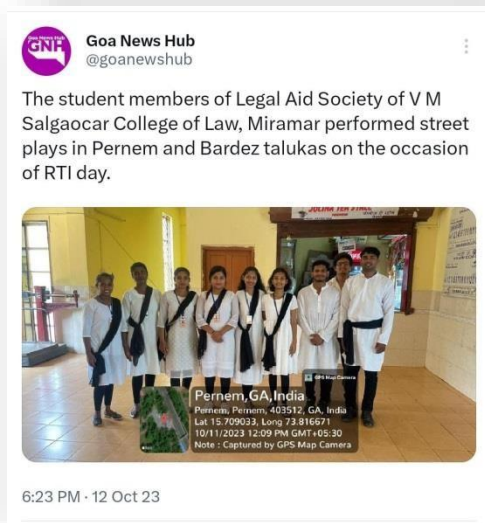 Goa News Hub
GNH
Goa News Hub
@goanewshub
The student members of Legal Aid Society of V M
Salgaocar College of Law, Miramar performed street
plays in Pernem and Bardez talukas on the occasion
of RTI day.
GPS Map Camera
Pernem,GA,India
Pernem, Pernem, 403512, GA, India
Lat 15.709033, Long 73.816671
10/11/2023 12:09 PM GMT+05:30
Note : Captured by GPS Map Camera
6:23 PM · 12 Oct 23